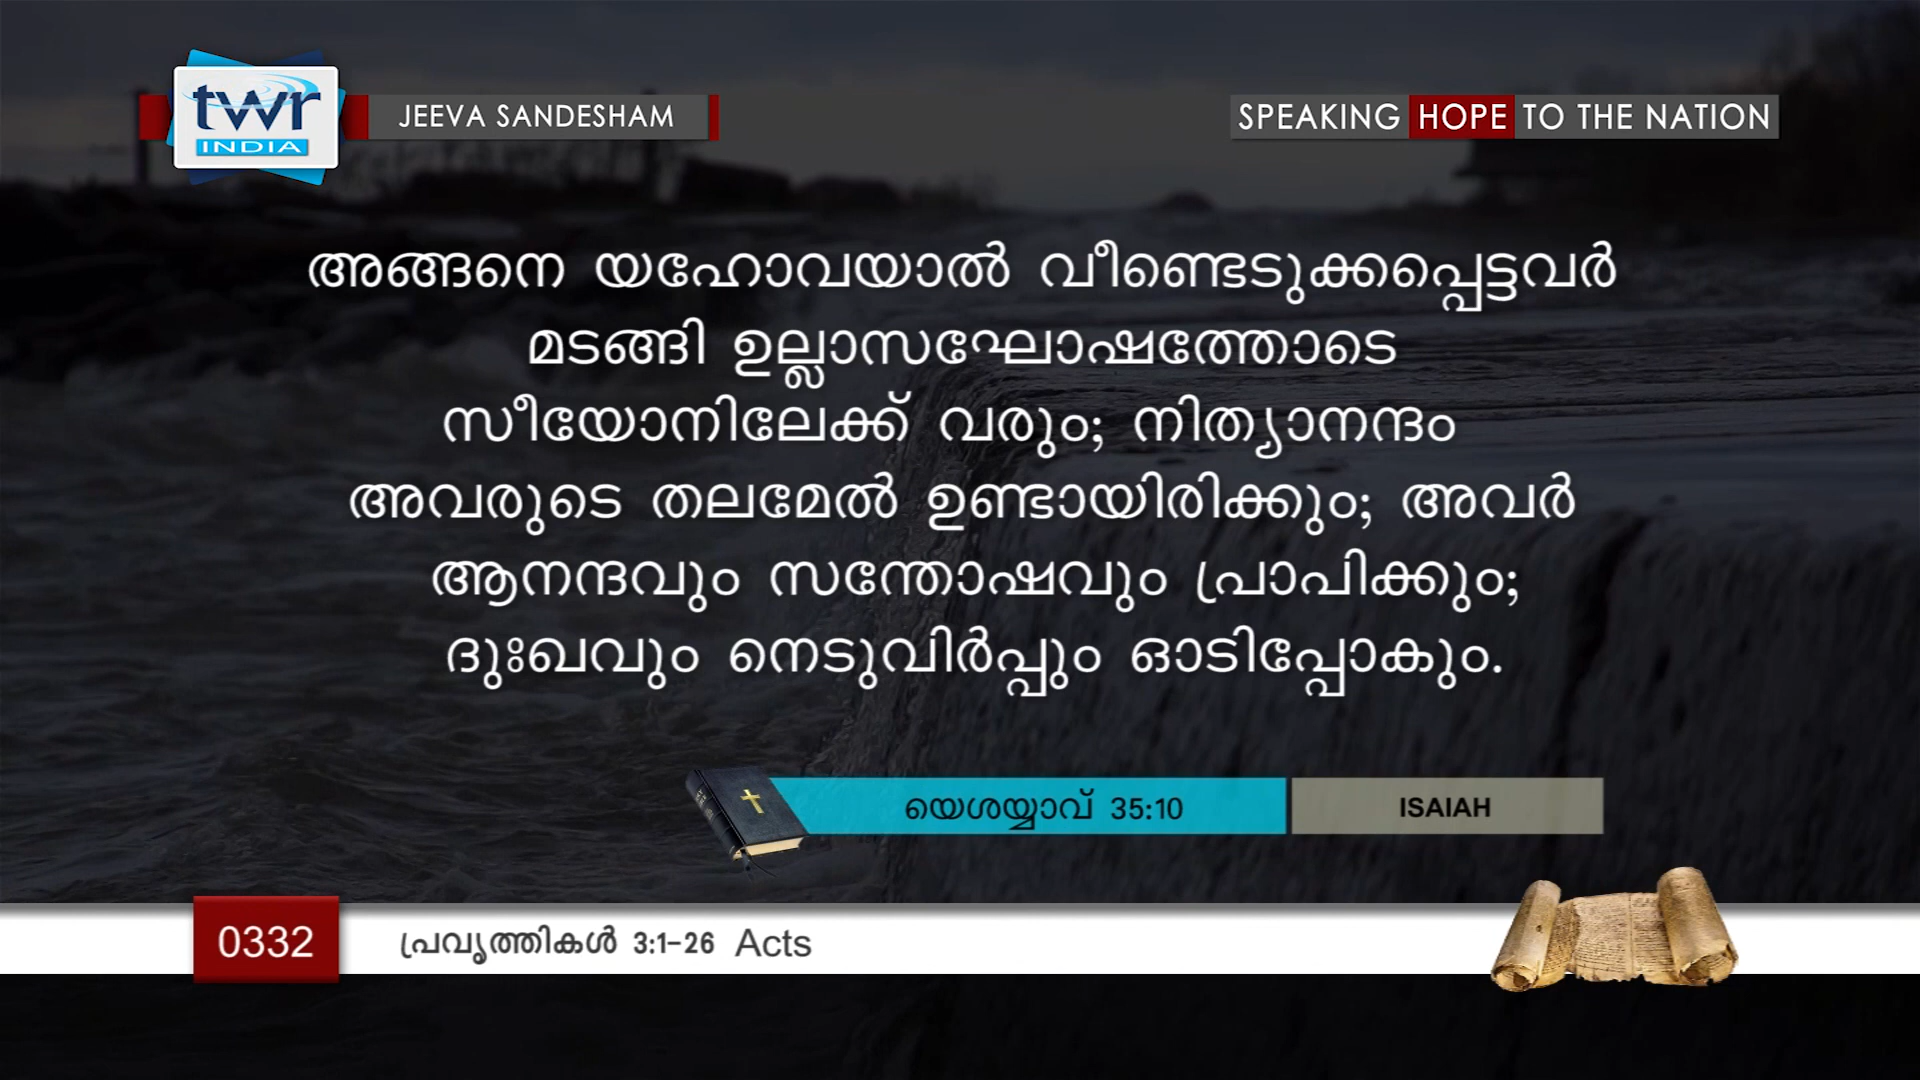 twr
INDIA
JEEVA SANDESHAM
SPEAKING HOPE TO THE NATION
അങ്ങനെ യഹോവയാൽ വീണ്ടെടുക്കപ്പെട്ടവർ
മടങ്ങി ഉല്ലാസഘോഷത്തോടെ
സീയോനിലേക്ക് വരും; നിത്യാനന്ദം
അവരുടെ തലമേൽ ഉണ്ടായിരിക്കും; അവർ
ആനന്ദവും സന്തോഷവും പ്രാപിക്കും;
ദുഃഖവും നെടുവിർപ്പും ഓടിപ്പോകും.
യെശയ്യാവ് 35:10
ISAIAH
0332
പ്രവൃത്തികൾ 3:1-26 Acts